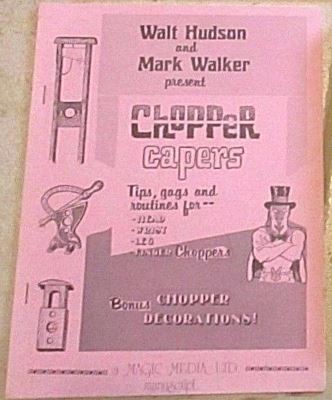 Walt Hudson
and
Mark Walker
present
CHOPPER
capers
Tips, gags and
routines for--
-HEAD
-WRIST
-LEG
-FINGER Choppers
Bonus CHOPPER
DECORATIONS!
a MAGIC MEDIA LTD.
manuscript